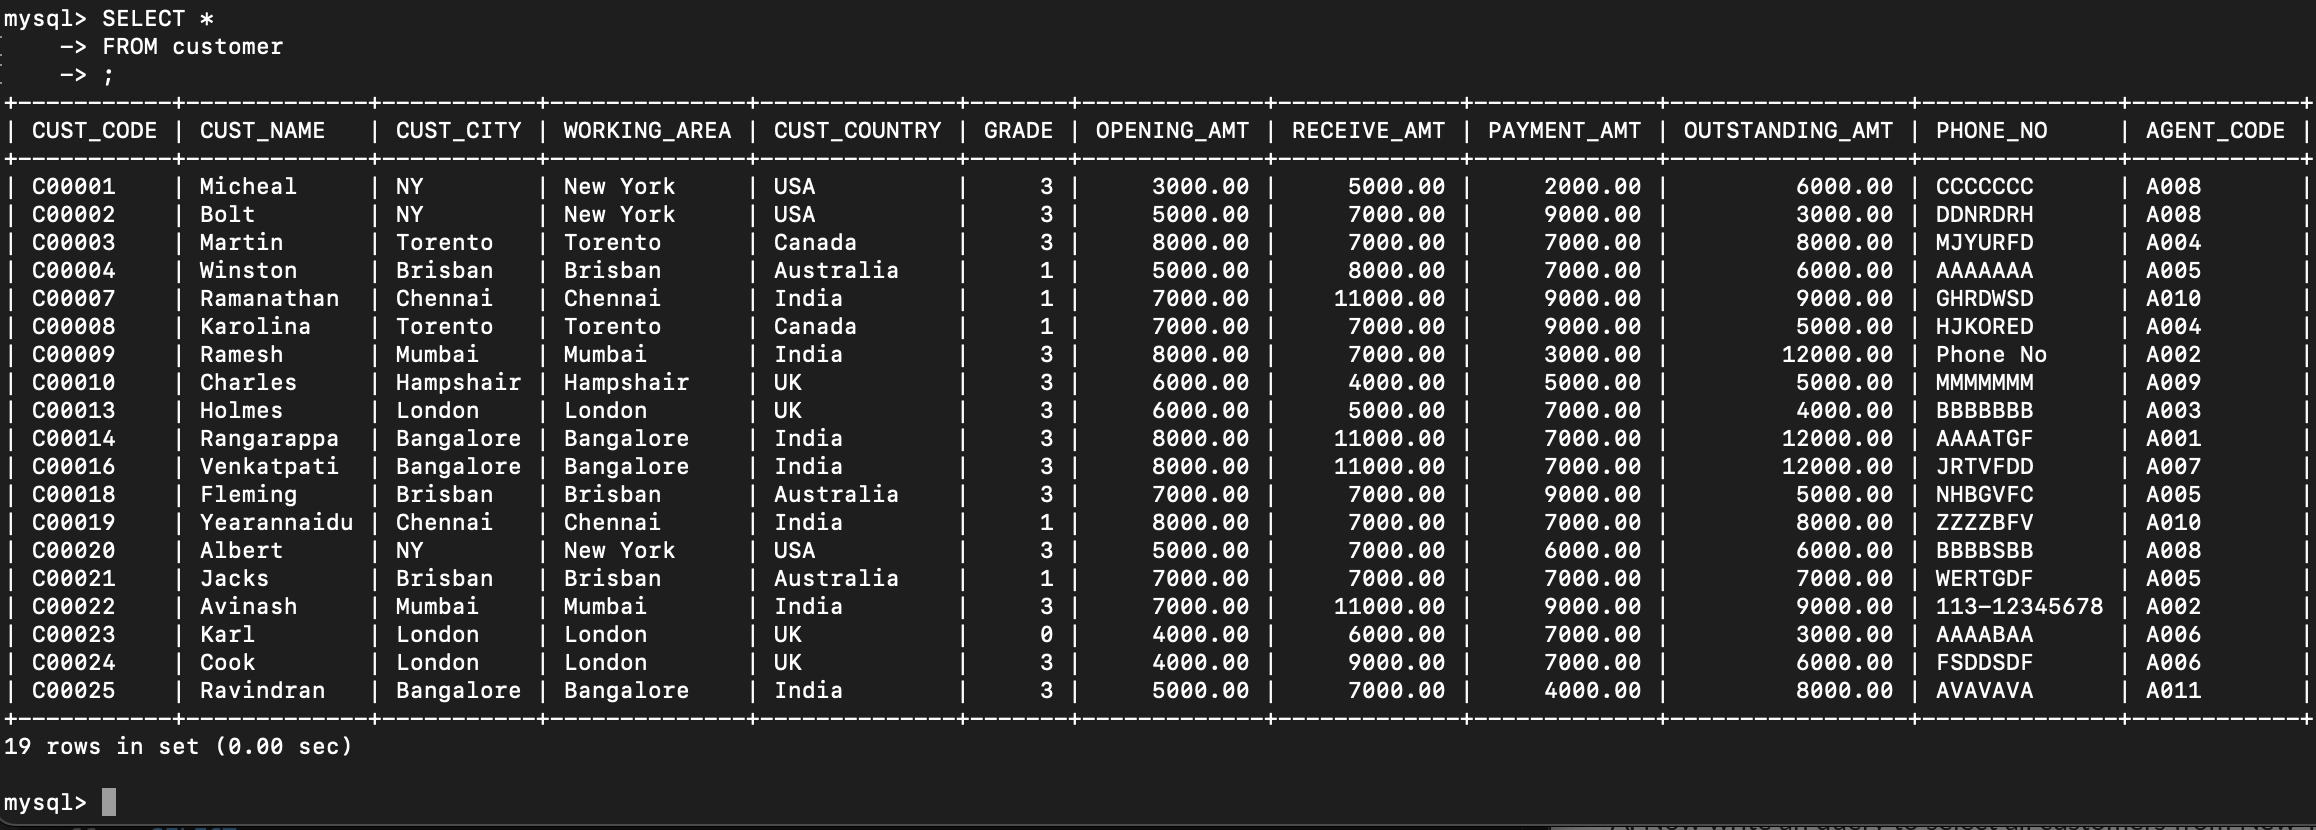 mysql> SELECT *
    -> FROM customer
    -> ;
+-----------+-------------+-----------+--------------+--------------+-------+-------------+-------------+-------------+-----------------+--------------+------------+
| CUST_CODE | CUST_NAME   | CUST_CITY | WORKING_AREA | CUST_COUNTRY | GRADE | OPENING_AMT | RECEIVE_AMT | PAYMENT_AMT | OUTSTANDING_AMT | PHONE_NO     | AGENT_CODE |
+-----------+-------------+-----------+--------------+--------------+-------+-------------+-------------+-------------+-----------------+--------------+------------+
| C00001    | Micheal     | NY        | New York     | USA          |     3 |     3000.00 |     5000.00 |     2000.00 |         6000.00 | CCCCCCC      | A008       |
| C00002    | Bolt        | NY        | New York     | USA          |     3 |     5000.00 |     7000.00 |     9000.00 |         3000.00 | DDNRDRH      | A008       |
| C00003    | Martin      | Torento   | Torento      | Canada       |     3 |     8000.00 |     7000.00 |     7000.00 |         8000.00 | MJYURFD      | A004       |
| C00004    | Winston     | Brisban   | Brisban      | Australia    |     1 |     5000.00 |     8000.00 |     7000.00 |         6000.00 | AAAAAAA      | A005       |
| C00007    | Ramanathan  | Chennai   | Chennai      | India        |     1 |     7000.00 |    11000.00 |     9000.00 |         9000.00 | GHRDWSD      | A010       |
| C00008    | Karolina    | Torento   | Torento      | Canada       |     1 |     7000.00 |     7000.00 |     9000.00 |         5000.00 | HJKORED      | A004       |
| C00009    | Ramesh      | Mumbai    | Mumbai       | India        |     3 |     8000.00 |     7000.00 |     3000.00 |        12000.00 | Phone No     | A002       |
| C00010    | Charles     | Hampshair | Hampshair    | UK           |     3 |     6000.00 |     4000.00 |     5000.00 |         5000.00 | MMMMMMM      | A009       |
| C00013    | Holmes      | London    | London       | UK           |     3 |     6000.00 |     5000.00 |     7000.00 |         4000.00 | BBBBBBB      | A003       |
| C00014    | Rangarappa  | Bangalore | Bangalore    | India        |     3 |     8000.00 |    11000.00 |     7000.00 |        12000.00 | AAAATGF      | A001       |
| C00016    | Venkatpati  | Bangalore | Bangalore    | India        |     3 |     8000.00 |    11000.00 |     7000.00 |        12000.00 | JRTVFDD      | A007       |
| C00018    | Fleming     | Brisban   | Brisban      | Australia    |     3 |     7000.00 |     7000.00 |     9000.00 |         5000.00 | NHBGVFC      | A005       |
| C00019    | Yearannaidu | Chennai   | Chennai      | India        |     1 |     8000.00 |     7000.00 |     7000.00 |         8000.00 | ZZZZBFV      | A010       |
| C00020    | Albert      | NY        | New York     | USA          |     3 |     5000.00 |     7000.00 |     6000.00 |         6000.00 | BBBBSBB      | A008       |
| C00021    | Jacks       | Brisban   | Brisban      | Australia    |     1 |     7000.00 |     7000.00 |     7000.00 |         7000.00 | WERTGDF      | A005       |
| C00022    | Avinash     | Mumbai    | Mumbai       | India        |     3 |     7000.00 |    11000.00 |     9000.00 |         9000.00 | 113-12345678 | A002       |
| C00023    | Karl        | London    | London       | UK           |     0 |     4000.00 |     6000.00 |     7000.00 |         3000.00 | AAAABAA      | A006       |
| C00024    | Cook        | London    | London       | UK           |     3 |     4000.00 |     9000.00 |     7000.00 |         6000.00 | FSDDSDF      | A006       |
| C00025    | Ravindran   | Bangalore | Bangalore    | India        |     3 |     5000.00 |     7000.00 |     4000.00 |         8000.00 | AVAVAVA      | A011       |
+-----------+-------------+-----------+--------------+--------------+-------+-------------+-------------+-------------+-----------------+--------------+------------+
19 rows in set (0.00 sec)
mysql>